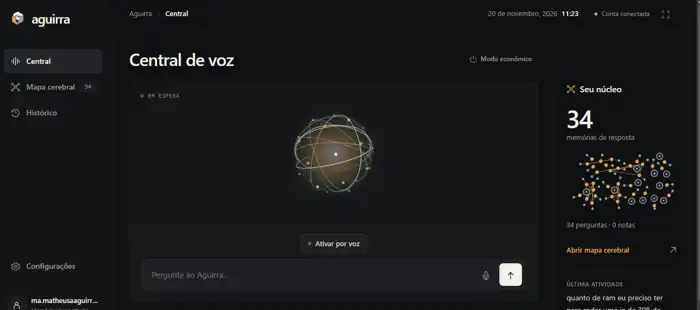 aguirra
Aguirra / Central
20 de novembro, 2026 11:23
Conta conectada
Central
Mapa cerebral 34
Histórico
Configurações
ma.matheusaaguirr...
Central de voz
Modo econômico
EM ESPERA
Ativar por voz
Pergunte ao Aguirra...
Seu núcleo
34
memórias de resposta
34 perguntas · 0 notas
Abrir mapa cerebral
ÚLTIMA ATIVIDADE
quanto de ram eu preciso ter